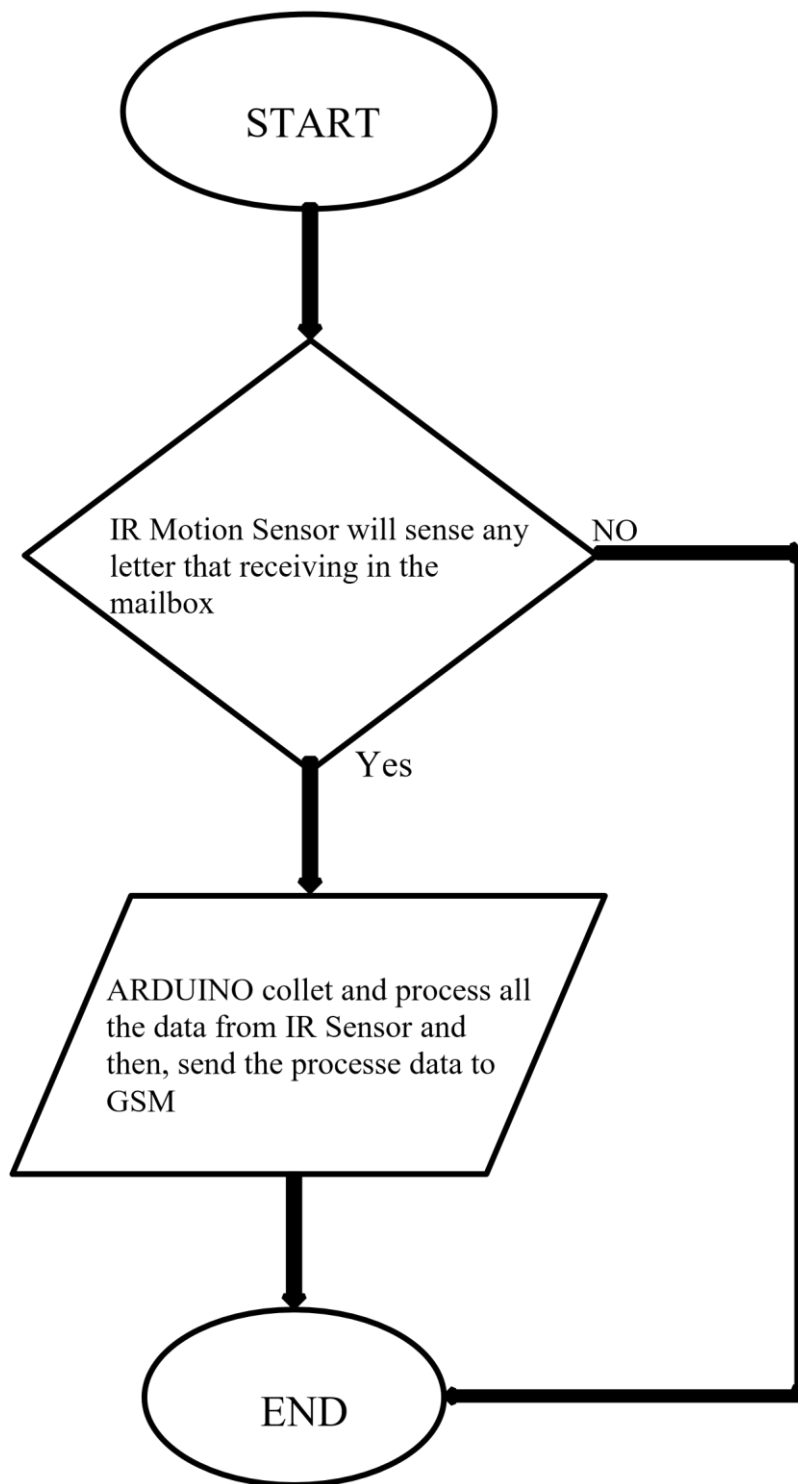 START
IR Motion Sensor will sense any
letter that receiving in the
mailbox
NO
Yes
ARDUINO collet and process all
the data from IR Sensor and
then, send the processe data to
GSM
END